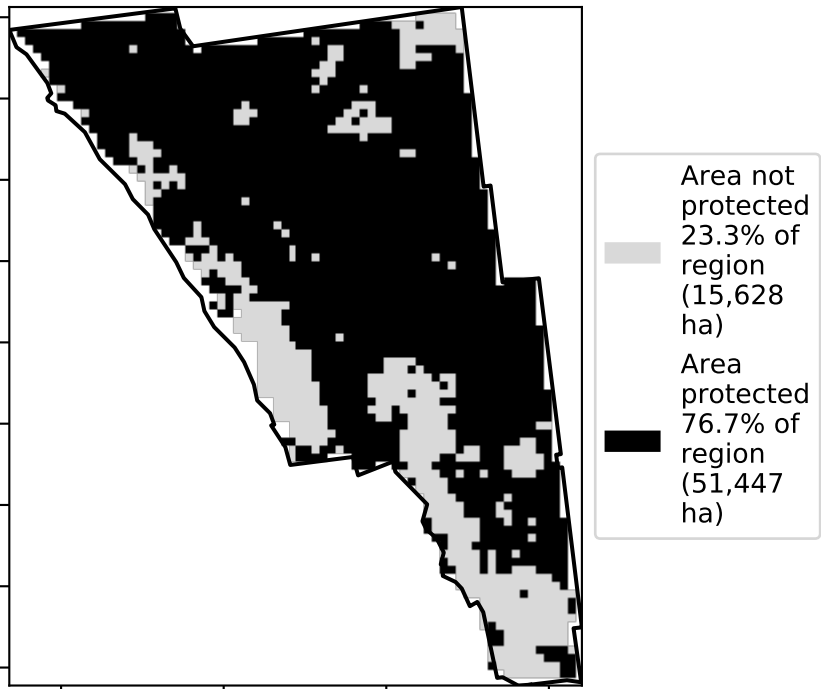 Area not
protected
23.3% of
region
(15,628
ha)
Area
protected
76.7% of
region
(51,447
ha)